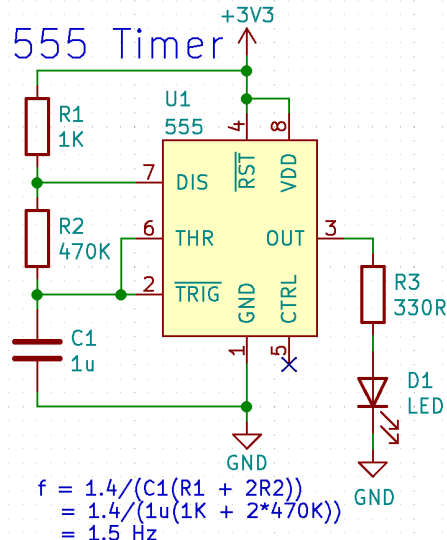 +3V3
555 Timer
R1
1K
U1
555
4
8
RST
VDD
7
DIS
R2
470K
6
THR
OUT
3
2
TRIG
GND
CTRL
R3
330R
C1
1u
1
5
D1
LED
GND
GND
f = 1.4/(C1(R1 + 2R2))
= 1.4/(1u(1K + 2*470K))
= 1.5 Hz